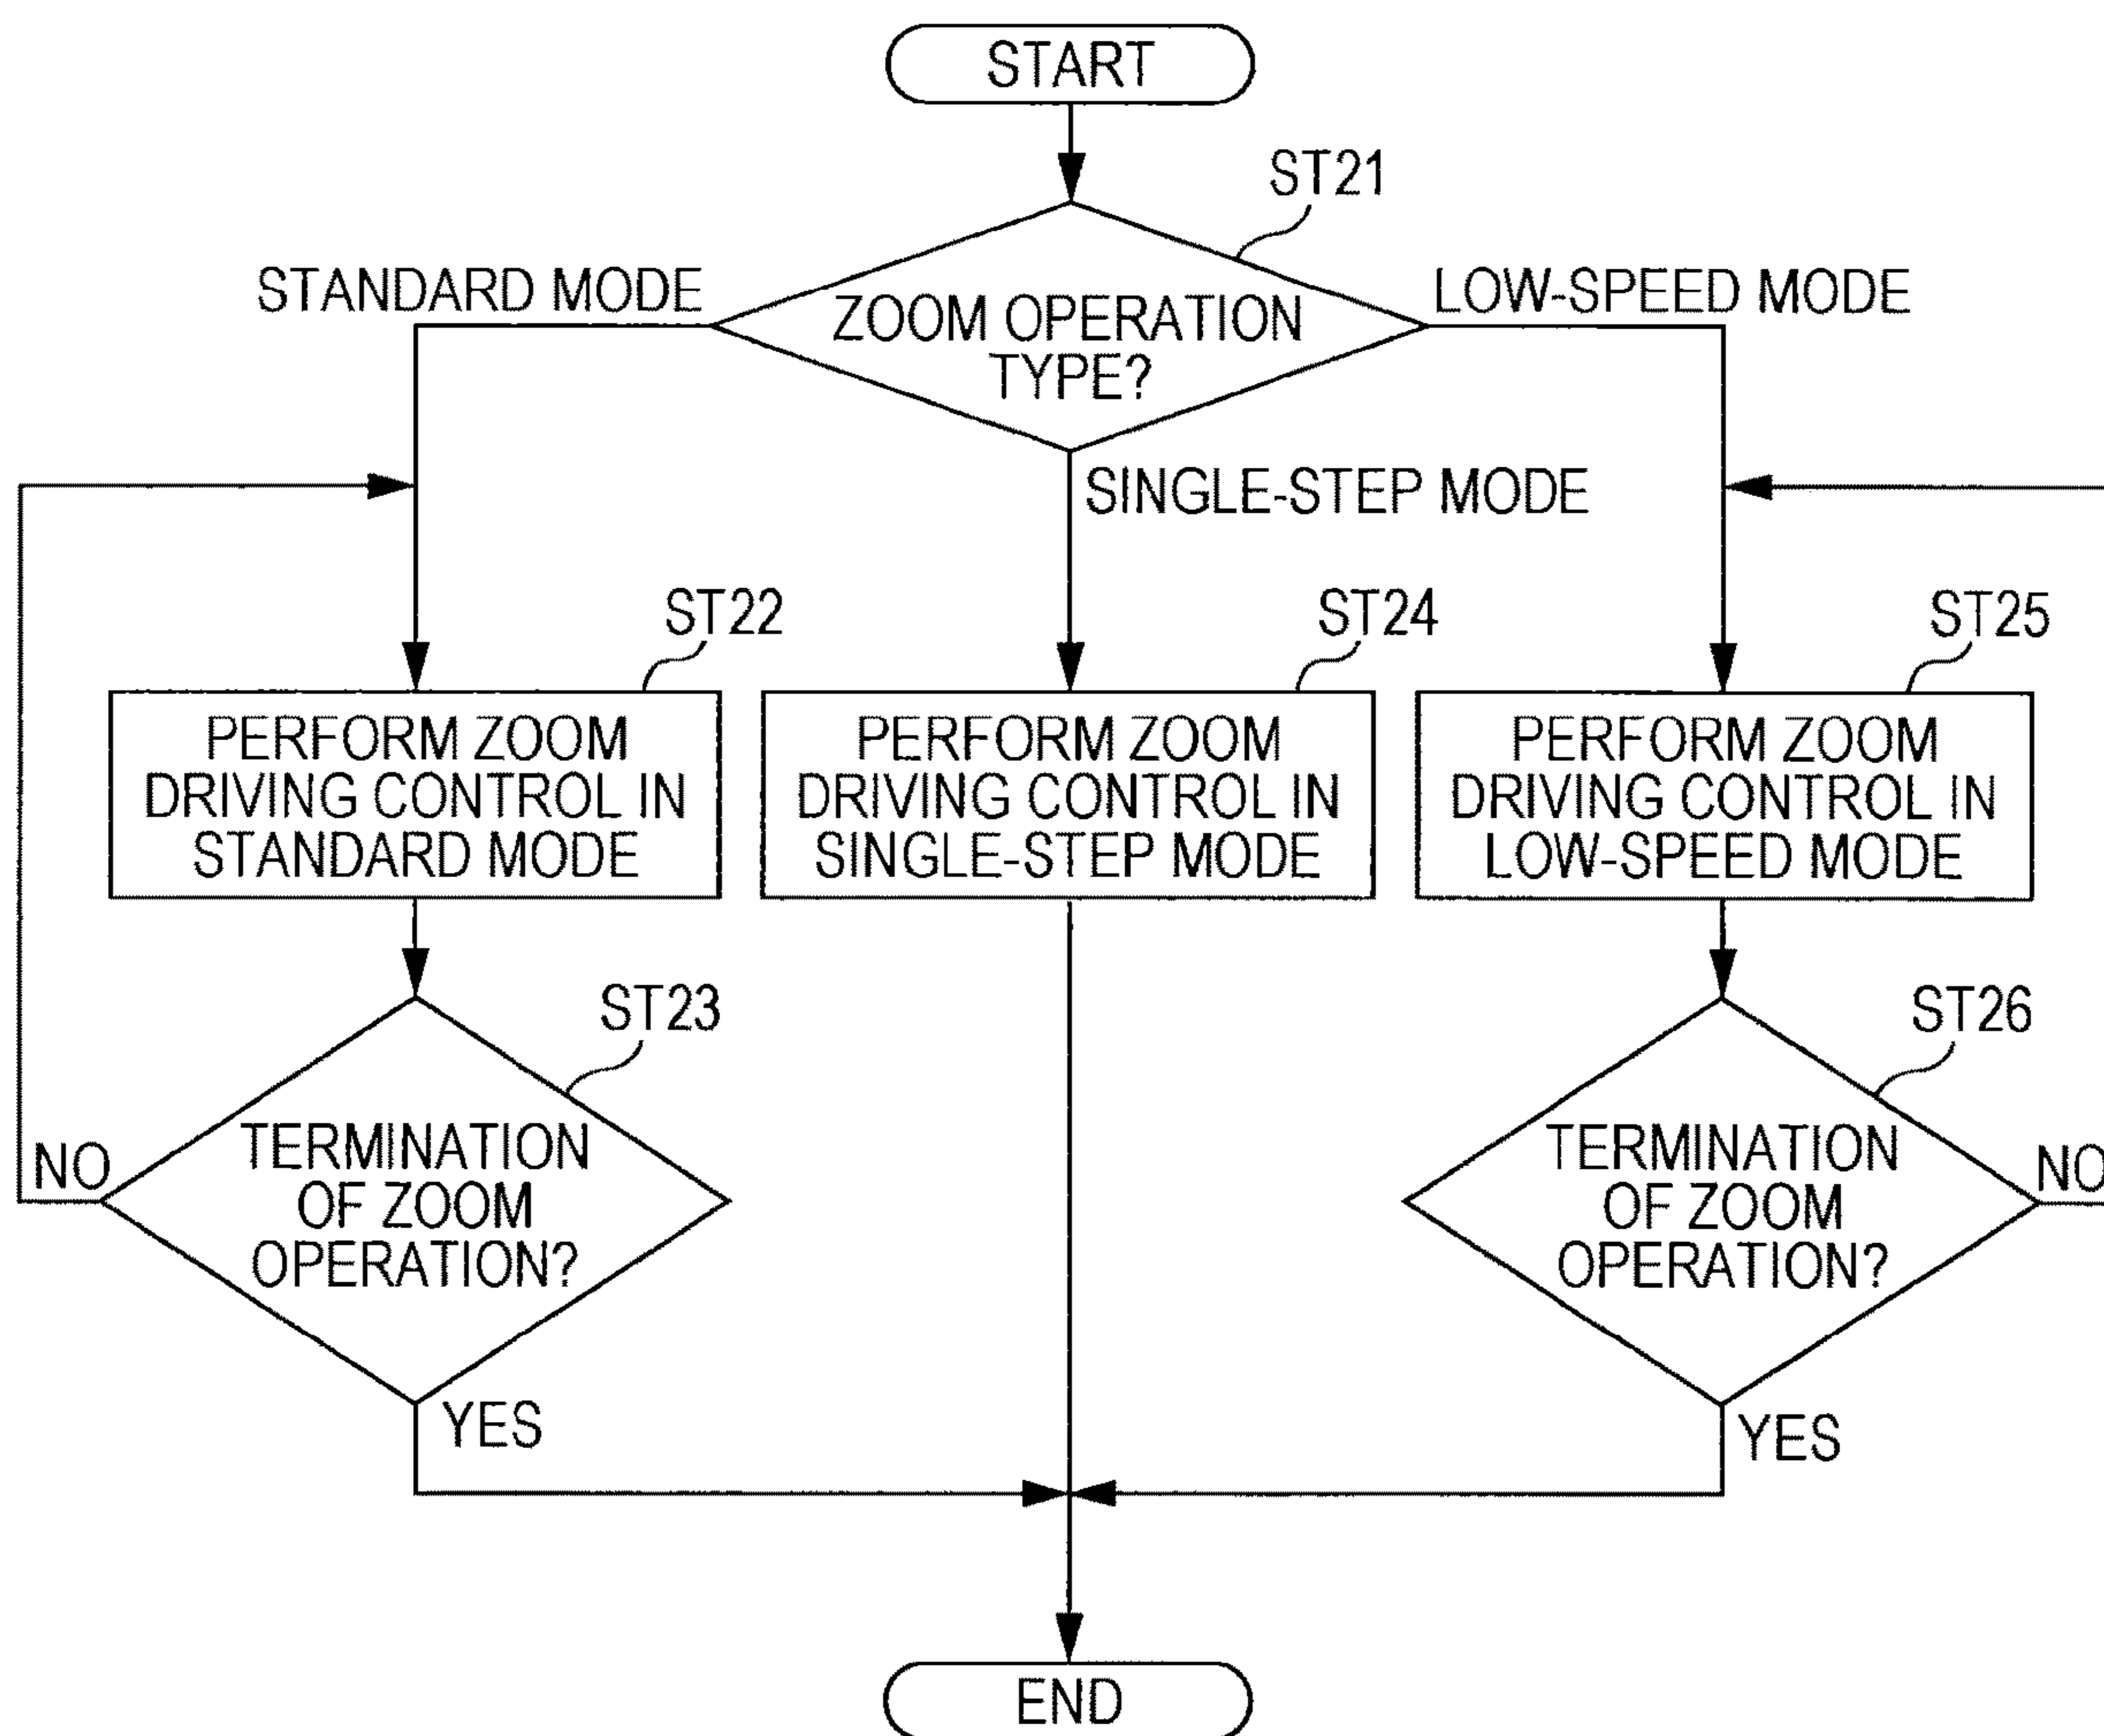 START
ST21
STANDARD MODE
LOW-SPEED MODE
ZOOM OPERATION
TYPE?
SINGLE-STEP MODE
ST22
ST24
ST25
PERFORM ZOOM
DRIVING CONTROL IN
STANDARD MODE
PERFORM ZOOM
DRIVING CONTROL IN
SINGLE-STEP MODE
PERFORM ZOOM
DRIVING CONTROL IN
LOW-SPEED MODE
ST23
ST26
NO
TERMINATION
OF ZOOM
OPERATION?
TERMINATION
OF ZOOM
OPERATION?
NO
YES
YES
END